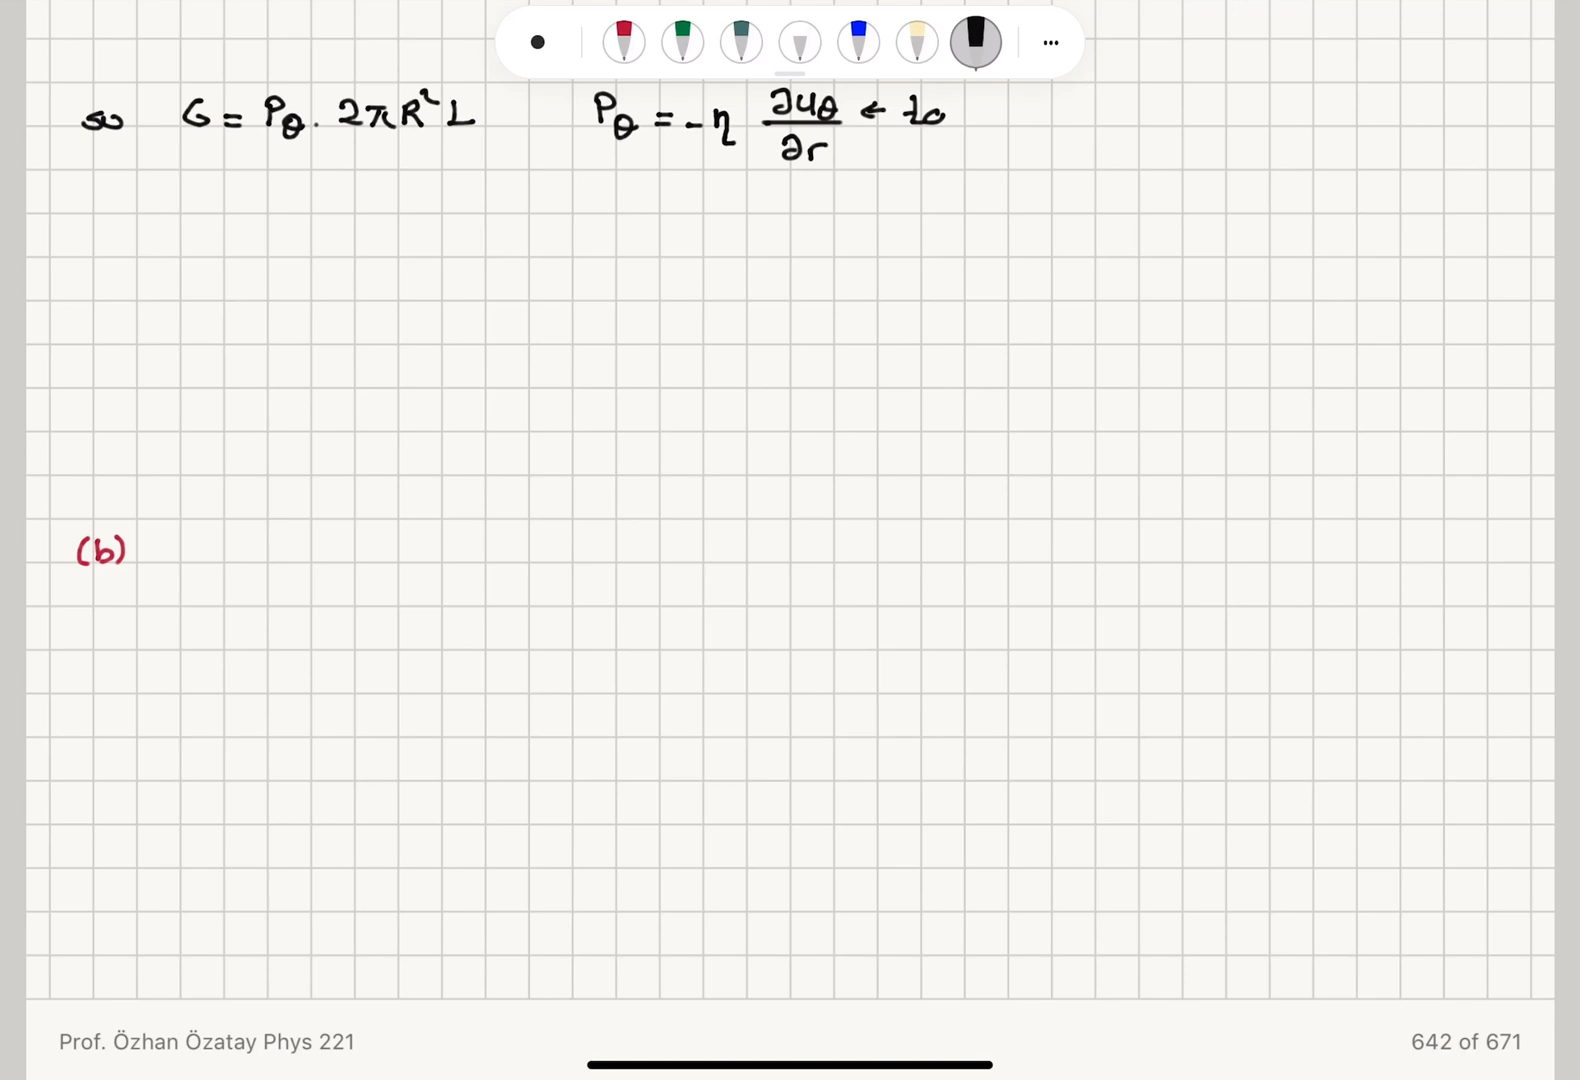 so G = P_θ . 2πR²L P_θ = -η ∂u_θ/∂r ← to
(b)
Prof. Özhan Özatay Phys 221
642 of 671